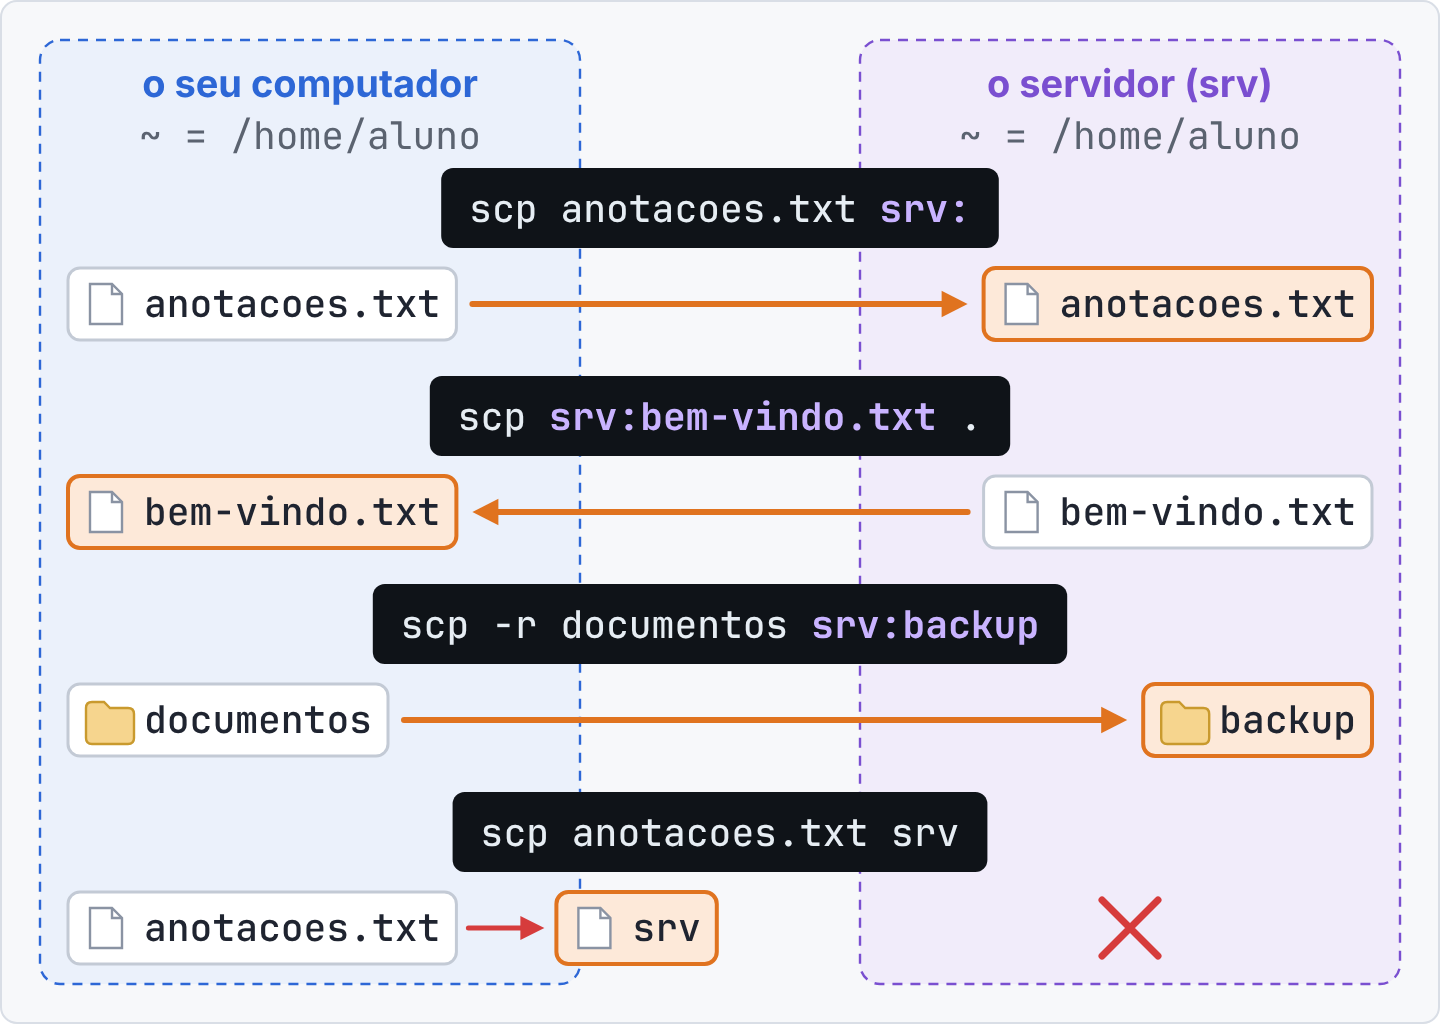 o seu computador
~ = /home/aluno
o servidor (srv)
~ = /home/aluno
scp anotacoes.txt srv:
anotacoes.txt
anotacoes.txt
scp srv:bem-vindo.txt .
bem-vindo.txt
bem-vindo.txt
scp -r documentos srv:backup
documentos
backup
scp anotacoes.txt srv
anotacoes.txt
srv